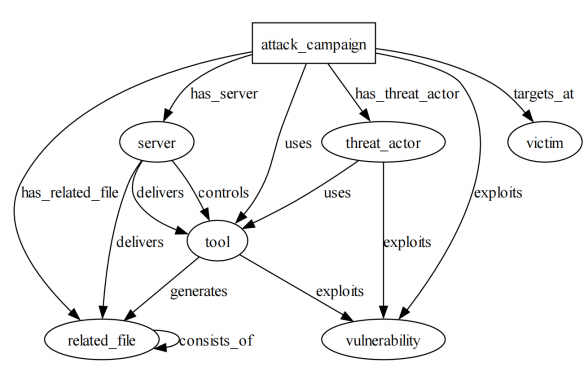 attack_campaign
has_server
has_threat_actor
targets_at
server
uses
threat_actor
victim
has_related_file
delivers
controls
uses
exploits
delivers
tool
exploits
generates
exploits
related_file
consists_of
vulnerability